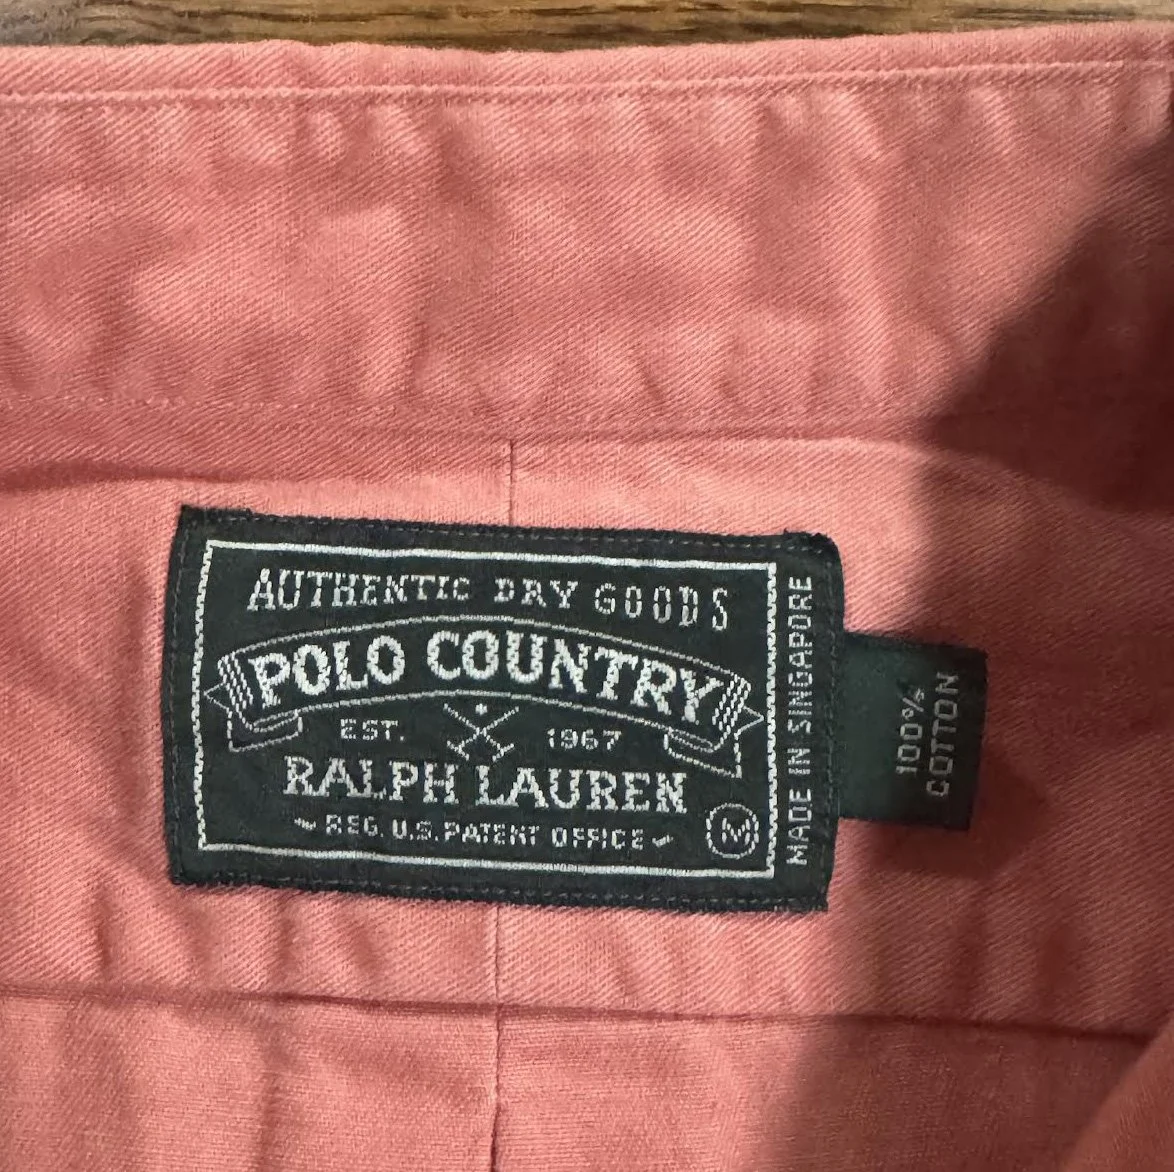 AUTHENTIC DRY GOODS
POLO COUNTRY
EST. 1967
RALPH LAUREN
REG. U.S. PATENT OFFICE
M
MADE IN SINGAPORE
100%
COTTON